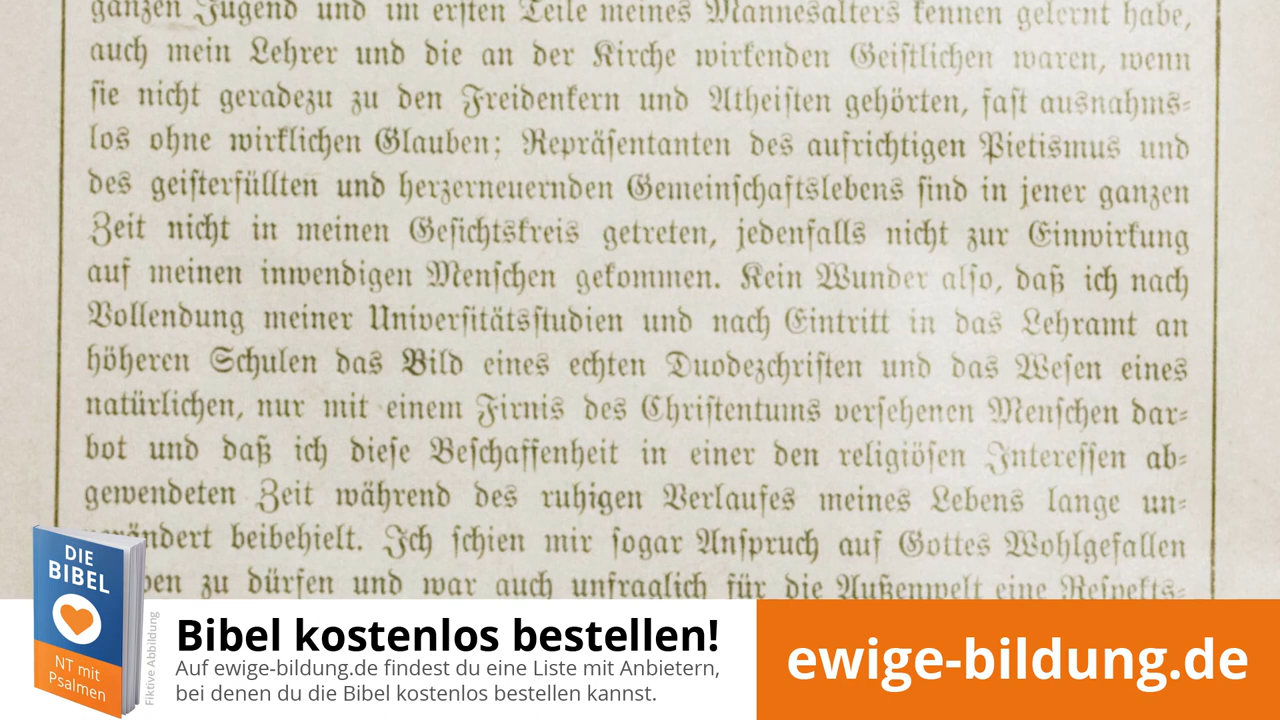 ganzen Jugend und im ersten Teile meines Mannesalters kennen gelernt habe,
auch mein Lehrer und die an der Kirche wirkenden Geistlichen waren, wenn
sie nicht geradezu zu den Freidenkern und Atheisten gehörten, fast ausnahms-
los ohne wirklichen Glauben; Repräsentanten des aufrichtigen Pietismus und
des geisterfüllten und herzerneuernden Gemeinschaftslebens sind in jener ganzen
Zeit nicht in meinen Gesichtskreis getreten, jedenfalls nicht zur Einwirkung
auf meinen inwendigen Menschen gekommen. Kein Wunder also, daß ich nach
Vollendung meiner Universitätsstudien und nach Eintritt in das Lehramt an
höheren Schulen das Bild eines echten Duodezchristen und das Wesen eines
natürlichen, nur mit einem Firnis des Christentums versehenen Menschen dar-
bot und daß ich diese Beschaffenheit in einer den religiösen Interessen ab-
gewendeten Zeit während des ruhigen Verlaufes meines Lebens lange un-
verändert beibehielt. Ich schien mir sogar Anspruch auf Gottes Wohlgefallen
zu dürfen und war auch unfraglich für die Außenwelt eine Respekts-
DIE
BIBEL
NT mit
Psalmen
Fiktive Abbildung
Bibel kostenlos bestellen!
Auf ewige-bildung.de findest du eine Liste mit Anbietern,
bei denen du die Bibel kostenlos bestellen kannst.
ewige-bildung.de